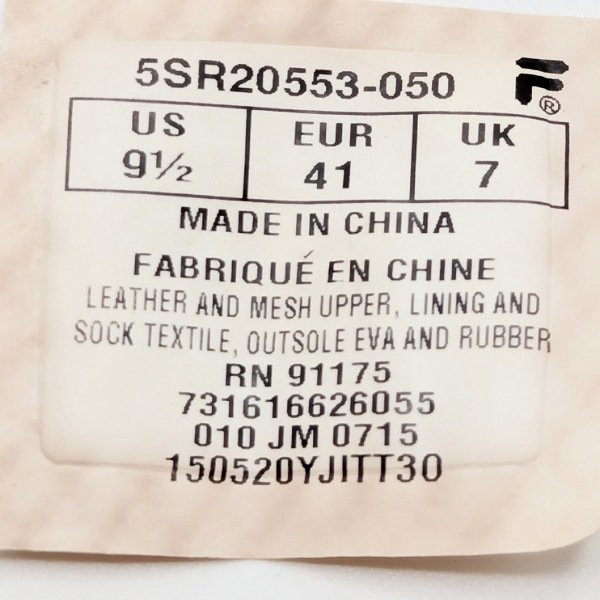 5SR20553-050
F®
US EUR UK
9½ 41 7
MADE IN CHINA
FABRIQUÉ EN CHINE
LEATHER AND MESH UPPER, LINING AND
SOCK TEXTILE, OUTSOLE EVA AND RUBBER
RN 91175
731616626055
010 JM 0715
150520YJITT30